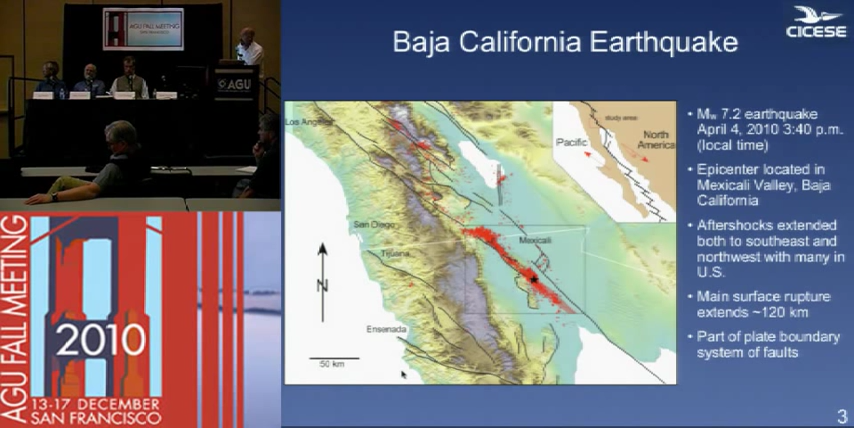 AGU FALL MEETING
SAN FRANCISCO
AGU
AGU FALL MEETING
2010
13-17 DECEMBER
SAN FRANCISCO
Baja California Earthquake
CICESE
Los Angeles
San Diego
Tijuana
Ensenada
Mexicali
N
50 km
study area
Pacific
North
America
• Mw 7.2 earthquake
April 4, 2010 3:40 p.m.
(local time)
• Epicenter located in
Mexicali Valley, Baja
California
• Aftershocks extended
both to southeast and
northwest with many in
U.S.
• Main surface rupture
extends ~120 km
• Part of plate boundary
system of faults
3